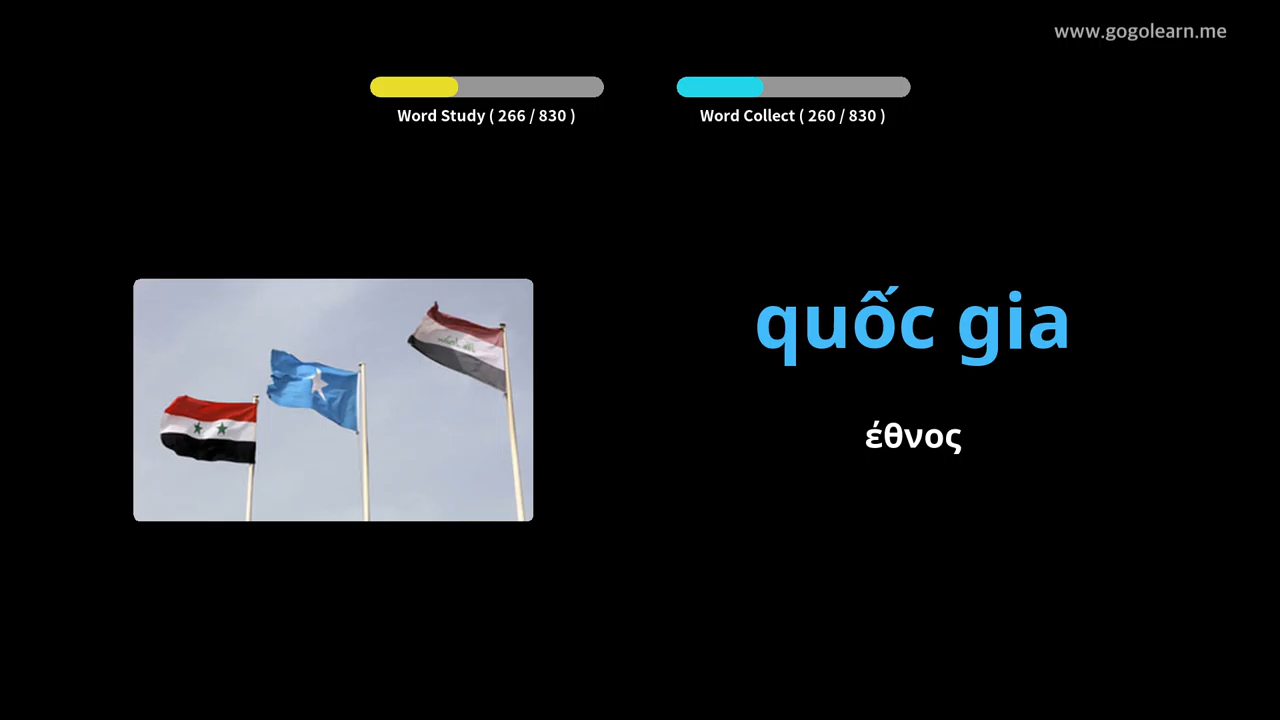 www.gogolearn.me
Word Study ( 266 / 830 )
Word Collect ( 260 / 830 )
quốc gia
έθνος